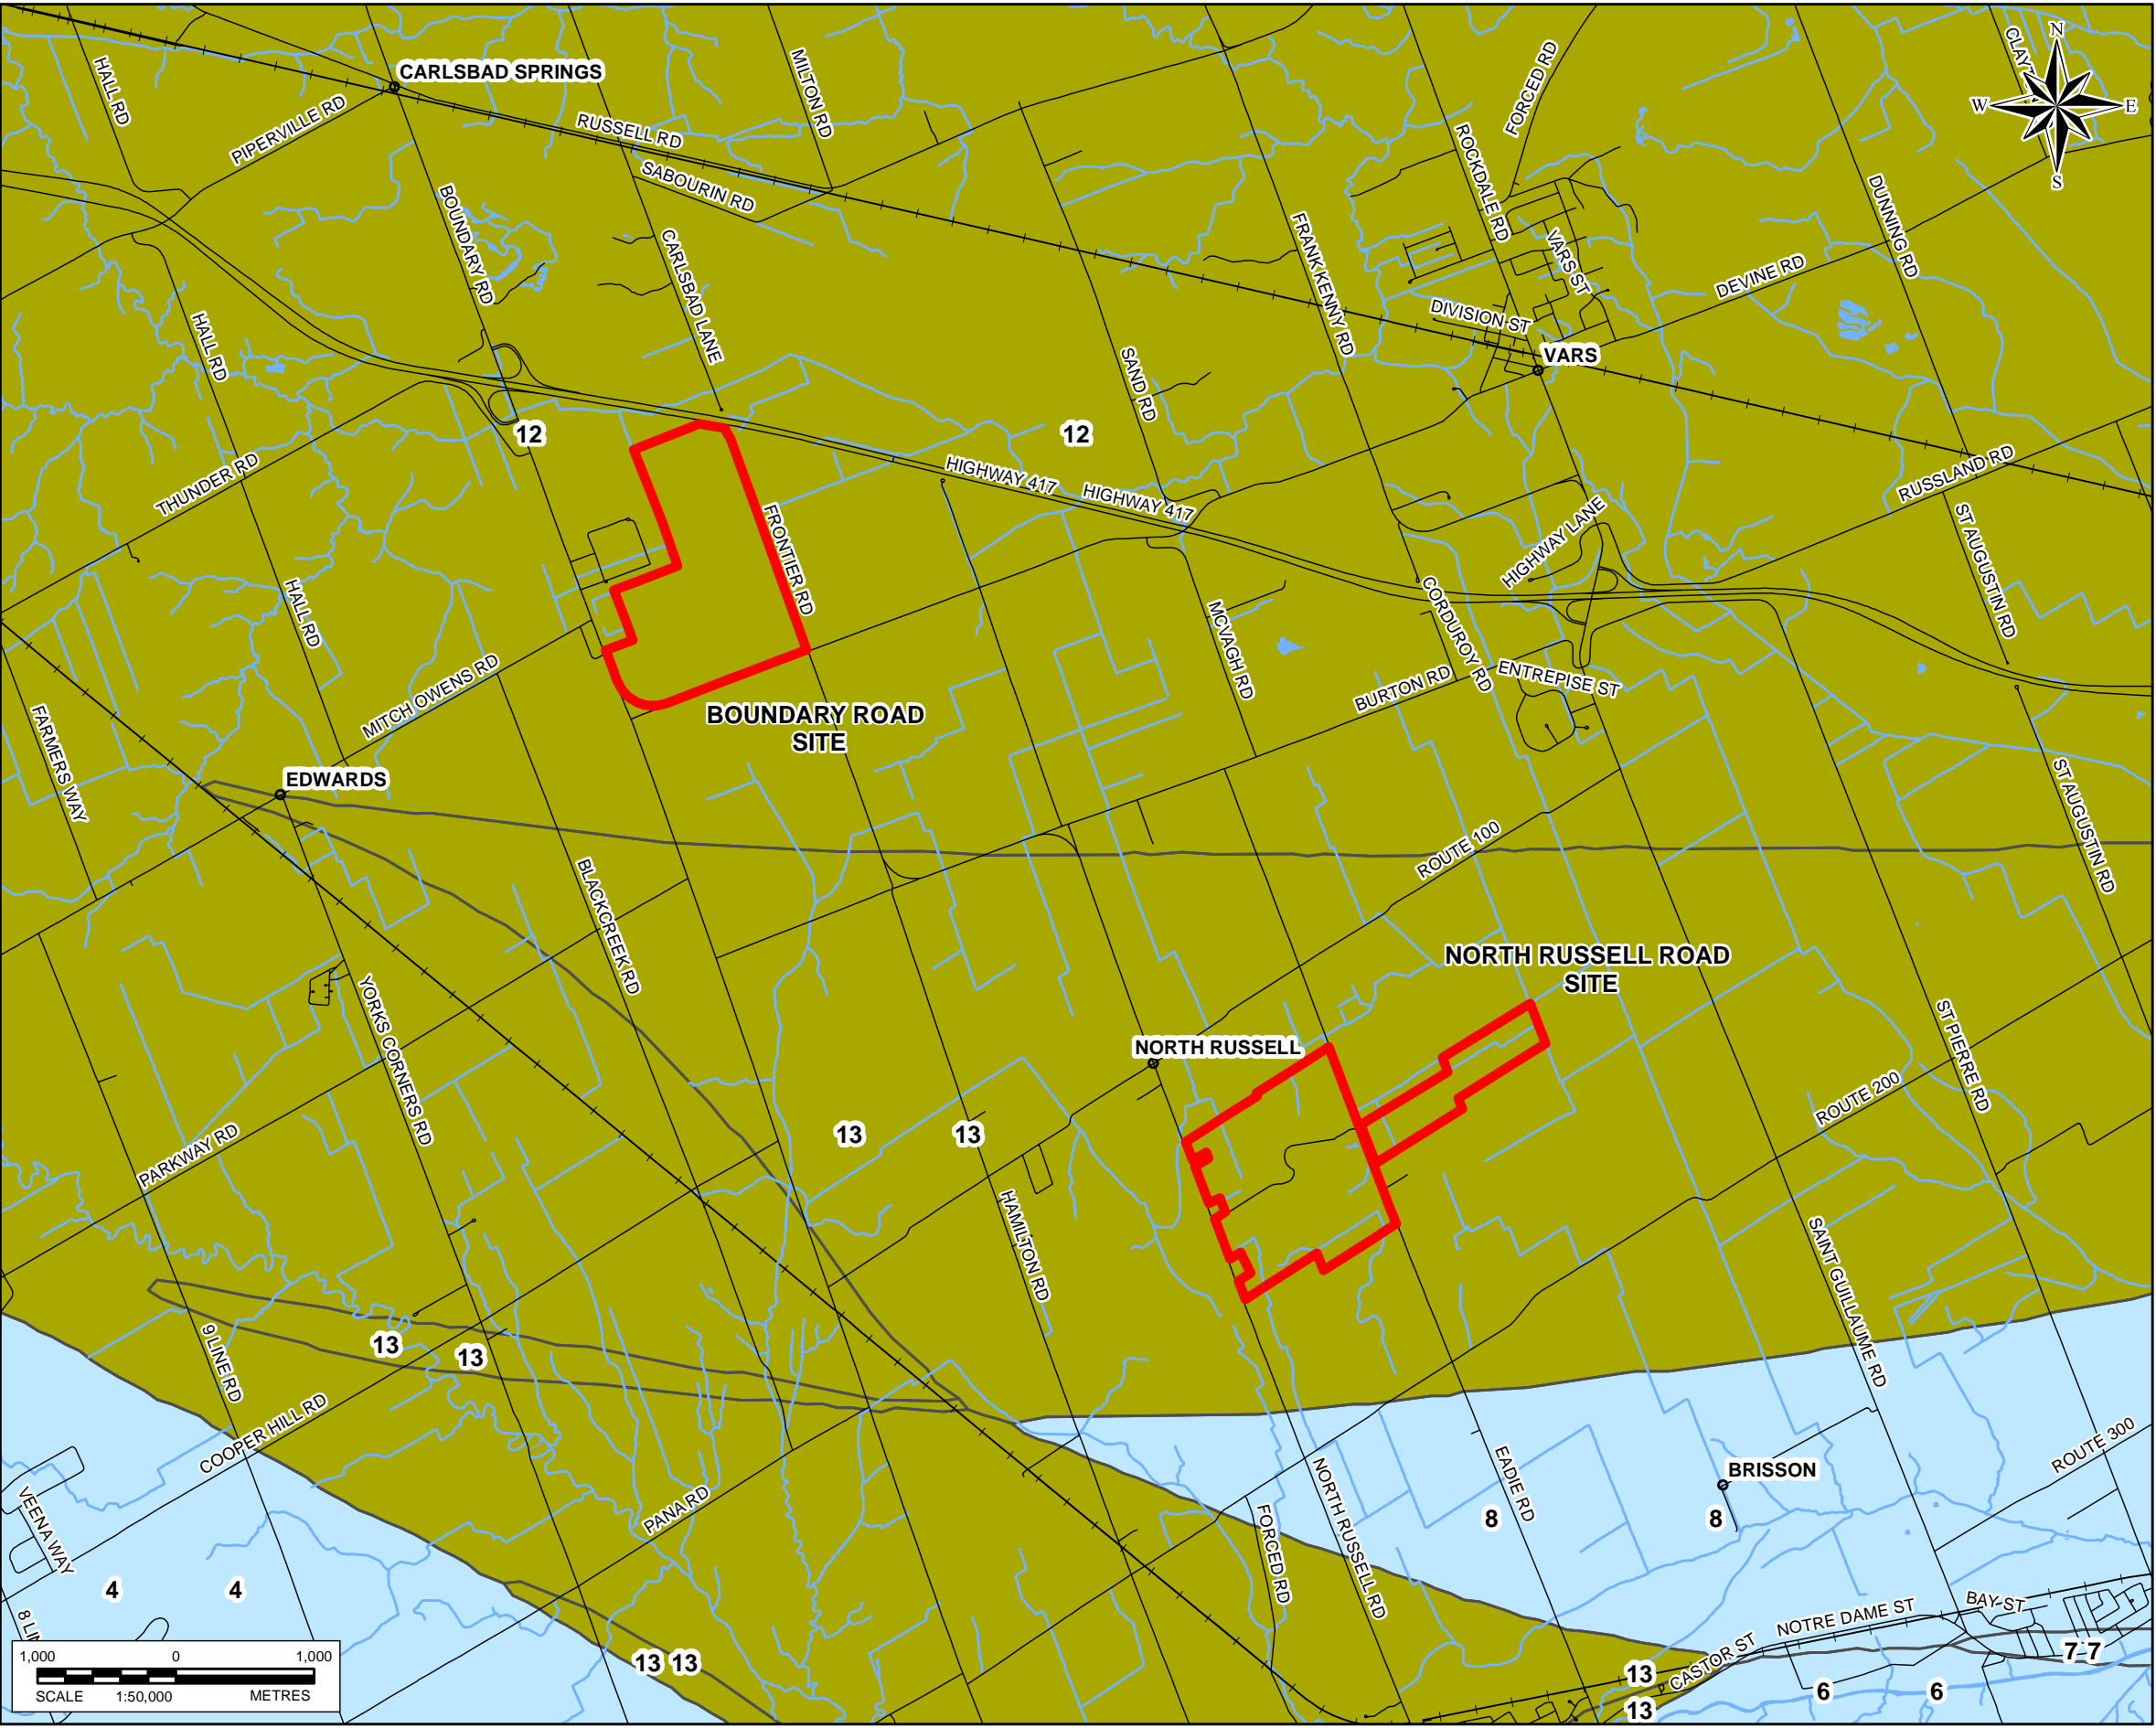 N
W
E
S
CARLSBAD SPRINGS
HALL RD
PIPERVILLE RD
RUSSELL RD
SABOURIN RD
MILTON RD
FORCED RD
ROCKDALE RD
DUNNING RD
BOUNDARY RD
CARLSBAD LANE
FRANK KENNY RD
VARS ST
DEVINE RD
DIVISION ST
VARS
HALL RD
SAND RD
12
12
THUNDER RD
HIGHWAY 417
HIGHWAY 417
RUSSLAND RD
HIGHWAY LANE
ST AUGUSTIN RD
FRONTIER RD
HALL RD
CORDUROY RD
MCVAGH RD
MITCH OWENS RD
BURTON RD
ENTREPISE ST
FARMERS WAY
BOUNDARY ROAD
SITE
EDWARDS
ST AUGUSTIN RD
ROUTE 100
BLACKCREEK RD
NORTH RUSSELL ROAD
SITE
YORKS CORNERS RD
NORTH RUSSELL
ST PIERRE RD
ROUTE 200
13
13
PARKWAY RD
HAMILTON RD
SAINT GUILLAUME RD
13
13
9 LINE RD
COOPER HILL RD
ROUTE 300
BRISSON
VEENA WAY
PANA RD
FORCED RD
NORTH RUSSELL RD
EADIE RD
8
8
4
4
NOTRE DAME ST
BAY ST
CASTOR ST
13 13
13
13
7 7
6
6
1,000
0
1,000
SCALE
1:50,000
METRES